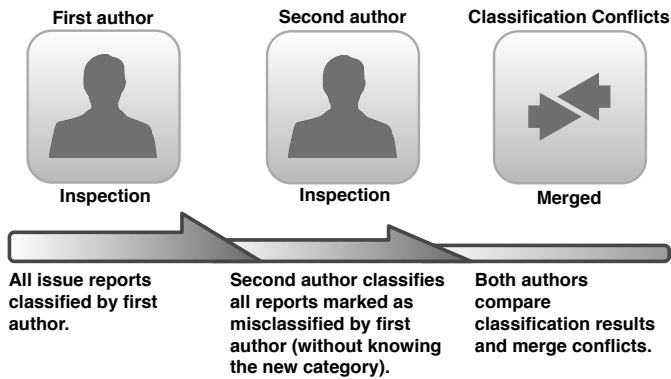 First author
Second author
Classification Conflicts
Inspection
Inspection
Merged
All issue reports
classified by first
author.
Second author classifies
all reports marked as
misclassified by first
author (without knowing
the new category).
Both authors
compare
classification results
and merge conflicts.